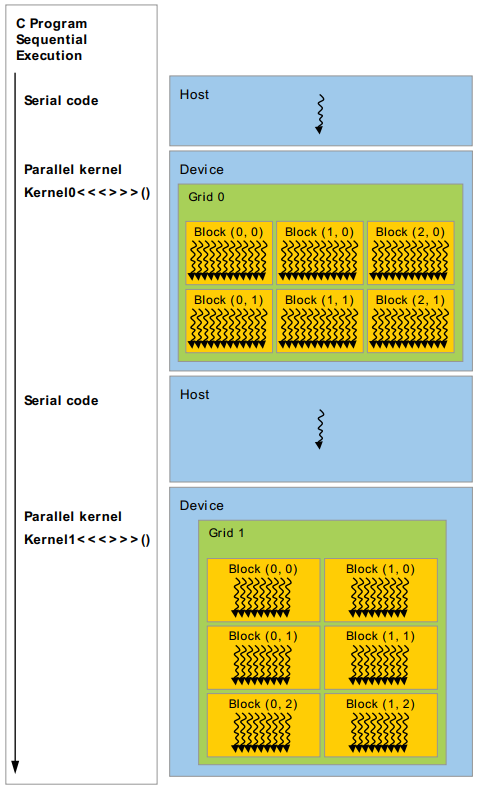 C Program
Sequential
Execution
Serial code
Host
Parallel kernel
Kernel0<<<>>>()
Device
Grid 0
Block (0, 0) Block (1, 0) Block (2, 0)
Block (0, 1) Block (1, 1) Block (2, 1)
Serial code
Host
Parallel kernel
Kernel1<<<>>>()
Device
Grid 1
Block (0, 0) Block (1, 0)
Block (0, 1) Block (1, 1)
Block (0, 2) Block (1, 2)